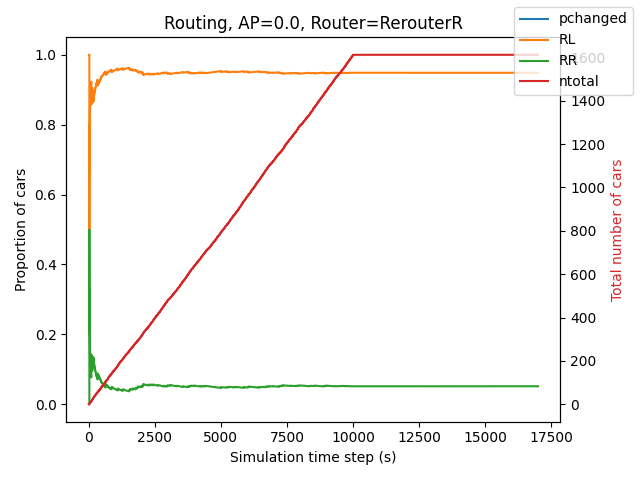 Routing, AP=0.0, Router=RerouterR
pchanged
RL
RR
ntotal
1.0
0.8
0.6
0.4
0.2
0.0
Proportion of cars
1600
1400
1200
1000
800
600
400
200
0
Total number of cars
0
2500
5000
7500
10000
12500
15000
17500
Simulation time step (s)